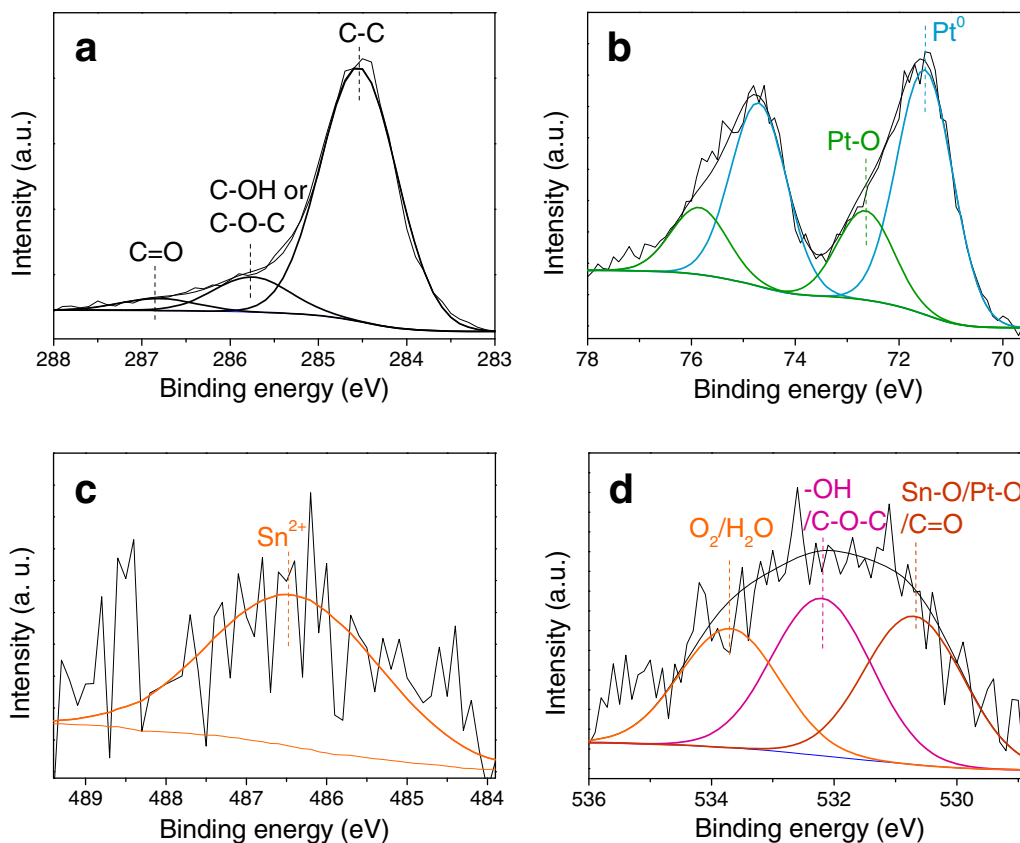 a
C-C
C-OH or
C-O-C
C=O
Intensity (a.u.)
288 287 286 285 284 283
Binding energy (eV)
b
Pt⁰
Pt-O
Intensity (a.u.)
78 76 74 72 70
Binding energy (eV)
c
Sn²⁺
Intensity (a. u.)
489 488 487 486 485 484
Binding energy (eV)
d
-OH
/C-O-C
Sn-O/Pt-O
/C=O
O₂/H₂O
Intensity (a.u.)
536 534 532 530
Binding energy (eV)